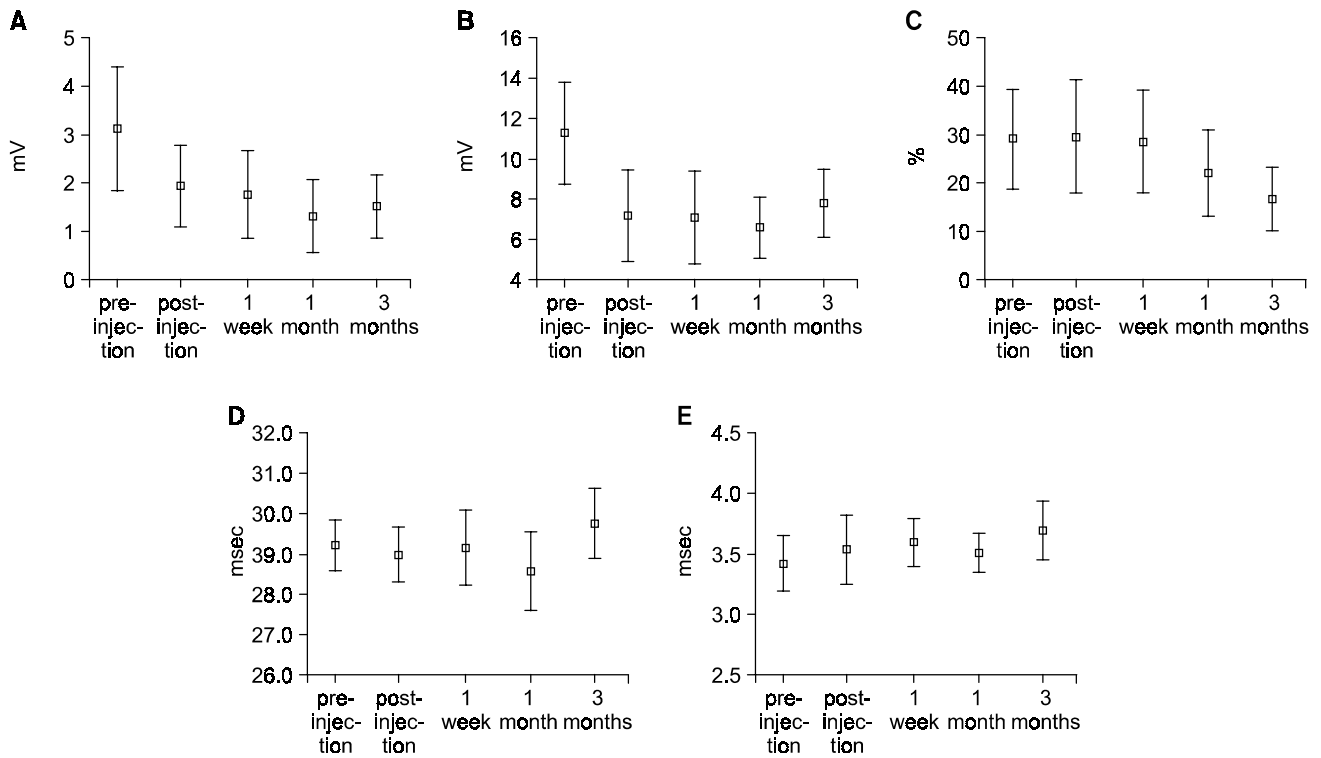 A
5
4
3
2
1
0
mV
pre-
injec-
tion
post-
injec-
tion
1
week
1
month
3
months
B
16
14
12
10
8
6
4
mV
pre-
injec-
tion
post-
injec-
tion
1
week
1
month
3
months
C
50
40
30
20
10
0
%
pre-
injec-
tion
post-
injec-
tion
1
week
1
month
3
months
D
32.0
31.0
30.0
39.0
28.0
27.0
26.0
msec
pre-
injec-
tion
post-
injec-
tion
1
week
1
month
3
months
E
4.5
4.0
3.5
3.0
2.5
msec
pre-
injec-
tion
post-
injec-
tion
1
week
1
month
3
months